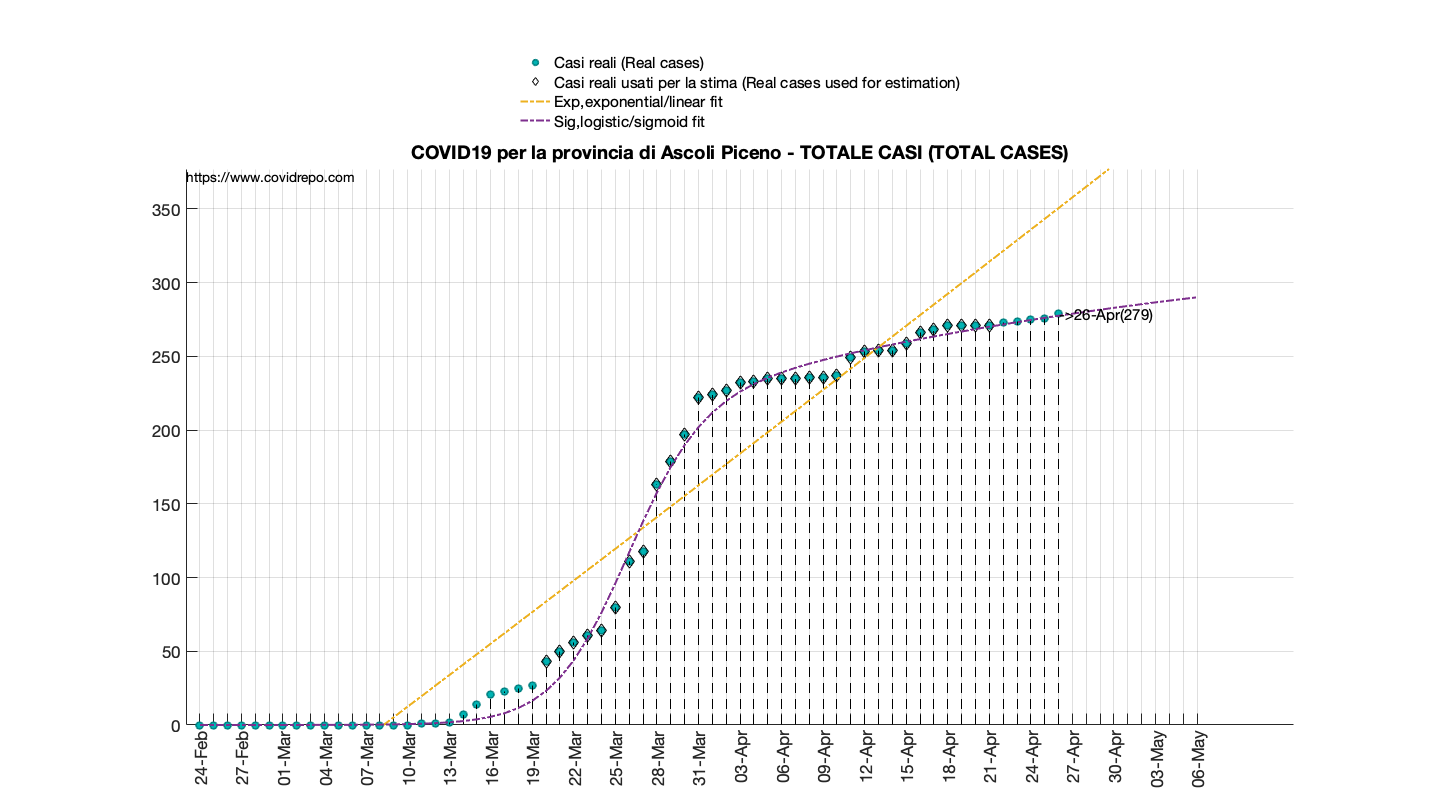 Casi reali (Real cases)
Casi reali usati per la stima (Real cases used for estimation)
Exp,exponential/linear fit
Sig,logistic/sigmoid fit
COVID19 per la provincia di Ascoli Piceno - TOTALE CASI (TOTAL CASES)
https://www.covidrepo.com
350
300
250
200
150
100
50
0
>26-Apr(279)
24-Feb
27-Feb
01-Mar
04-Mar
07-Mar
10-Mar
13-Mar
16-Mar
19-Mar
22-Mar
25-Mar
28-Mar
31-Mar
03-Apr
06-Apr
09-Apr
12-Apr
15-Apr
18-Apr
21-Apr
24-Apr
27-Apr
30-Apr
03-May
06-May